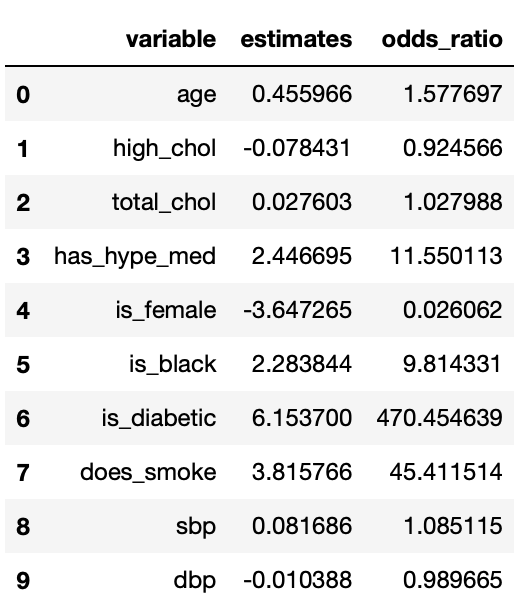 variable estimates odds_ratio
0 age 0.455966 1.577697
1 high_chol -0.078431 0.924566
2 total_chol 0.027603 1.027988
3 has_hype_med 2.446695 11.550113
4 is_female -3.647265 0.026062
5 is_black 2.283844 9.814331
6 is_diabetic 6.153700 470.454639
7 does_smoke 3.815766 45.411514
8 sbp 0.081686 1.085115
9 dbp -0.010388 0.989665